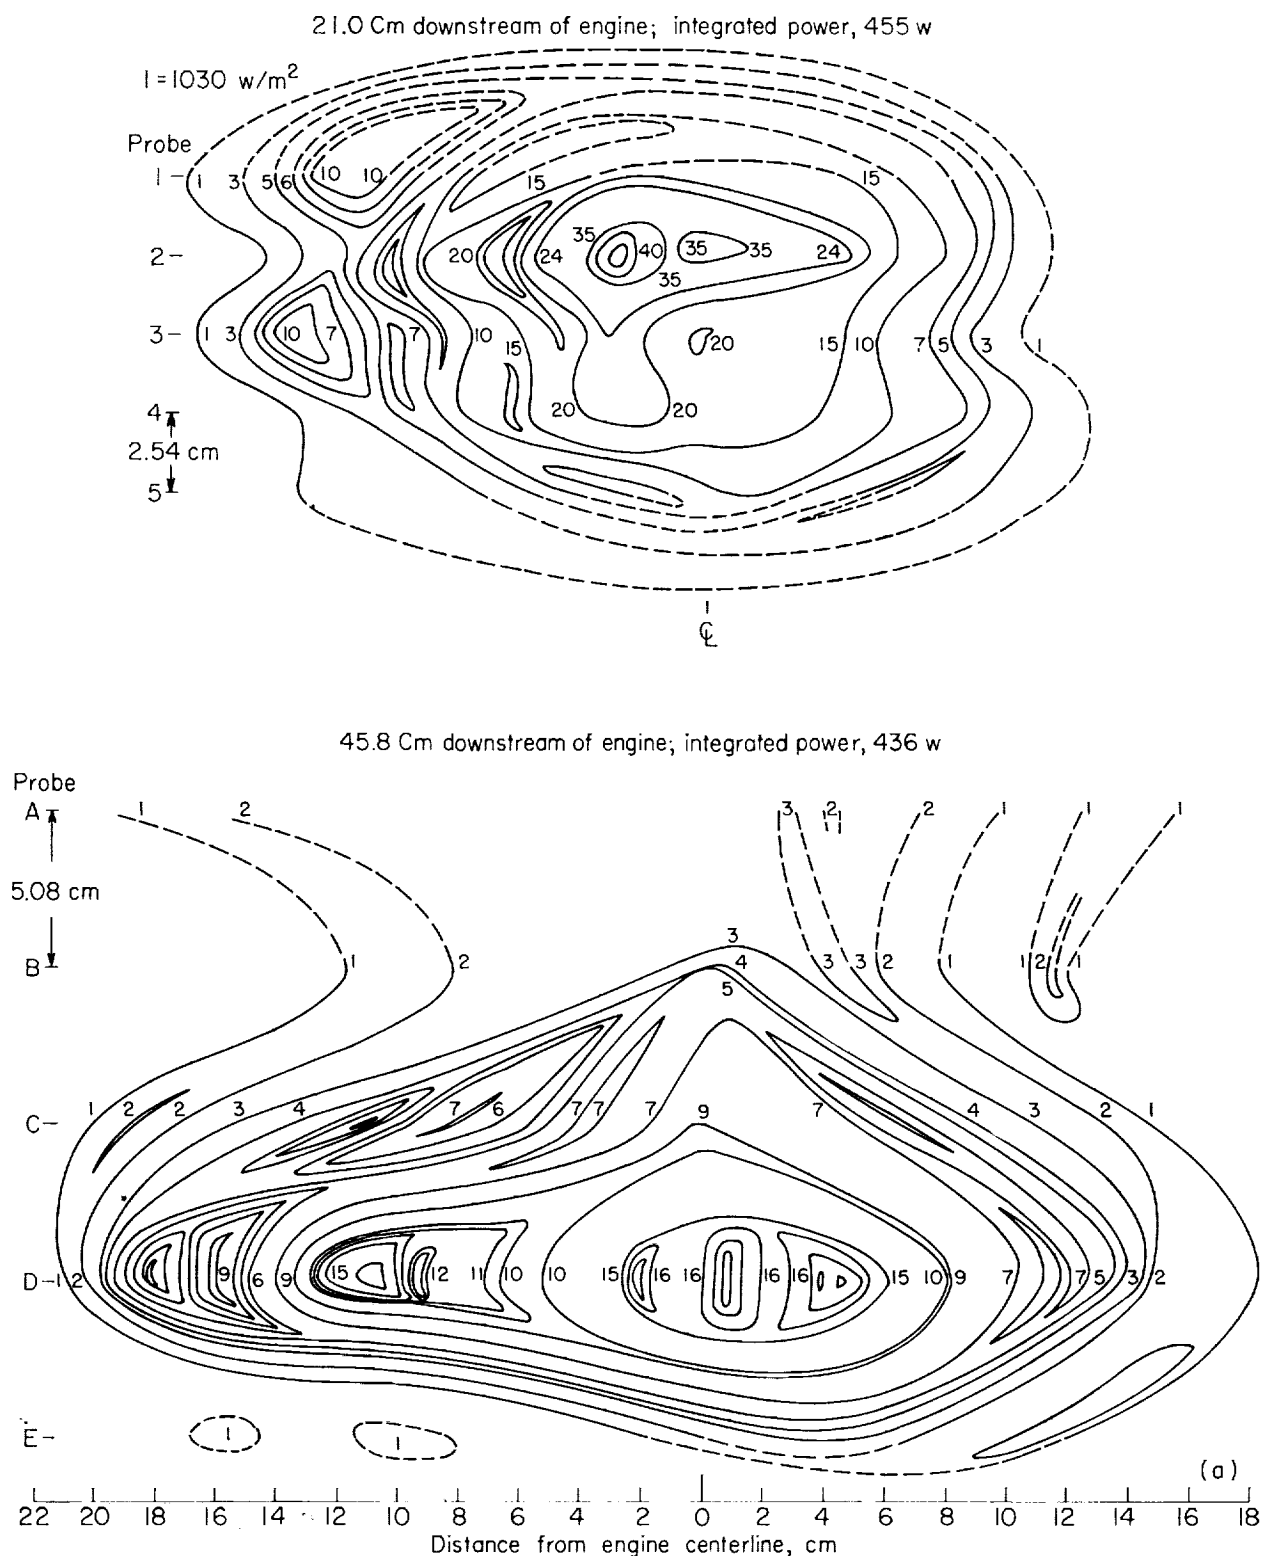 21.0 Cm downstream of engine; integrated power, 455 w
1 = 1030 w/m²
Probe
1 - 1 3 5 6 10 10 15 15
2 - 20 24 35 40 35 35 35 24
3 - 1 3 10 7 7 10 15 20 15 10 7 5 3 1
4 20 20
2.54 cm
5
1
℄
45.8 Cm downstream of engine; integrated power, 436 w
Probe
A 1 2 3 2 2 1 1 1
5.08 cm
B 1 2 3 4 5 3 3 2 1 1 2 1
C - 1 2 2 3 4 7 6 7 7 7 9 7 4 3 2 1
D - 1 2 9 6 9 15 12 11 10 10 15 16 16 16 16 15 10 9 7 7 5 3 2
E - 1 1
(a)
22 20 18 16 14 12 10 8 6 4 2 0 2 4 6 8 10 12 14 16 18
Distance from engine centerline, cm